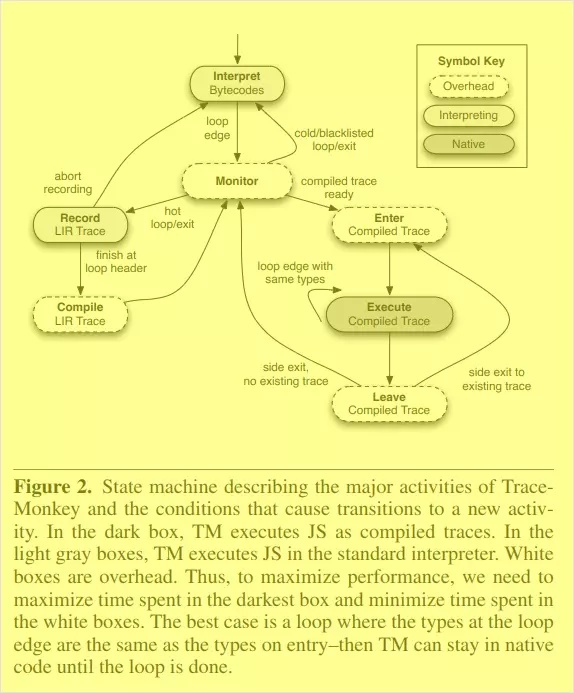 Interpret
Bytecodes
Symbol Key
Overhead
Interpreting
Native
loop
edge
cold/blacklisted
loop/exit
abort
recording
Monitor
compiled trace
ready
Record
LIR Trace
hot
loop/exit
Enter
Compiled Trace
finish at
loop header
loop edge with
same types
Compile
LIR Trace
Execute
Compiled Trace
side exit,
no existing trace
side exit to
existing trace
Leave
Compiled Trace
Figure 2. State machine describing the major activities of Trace-
Monkey and the conditions that cause transitions to a new activ-
ity. In the dark box, TM executes JS as compiled traces. In the
light gray boxes, TM executes JS in the standard interpreter. White
boxes are overhead. Thus, to maximize performance, we need to
maximize time spent in the darkest box and minimize time spent in
the white boxes. The best case is a loop where the types at the loop
edge are the same as the types on entry–then TM can stay in native
code until the loop is done.